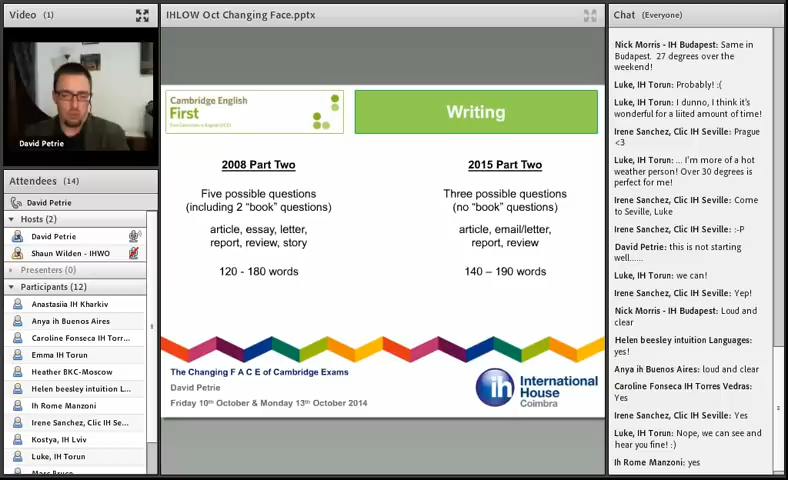 Video (1)
David Petrie
Attendees (14)
David Petrie
Hosts (2)
David Petrie
Shaun Wilden - IHWO
Presenters (0)
Participants (12)
Anastasiia IH Kharkiv
Anya ih Buenos Aires
Caroline Fonseca IH Torr...
Emma IH Torun
Heather BKC-Moscow
Helen beesley intuition L...
Ih Rome Manzoni
Irene Sanchez, Clic IH Se...
Kostya, IH Lviv
Luke, IH Torun
Marc Bruce
IHLOW Oct Changing Face.pptx
Cambridge English
First
Writing
2008 Part Two
Five possible questions
(including 2 “book” questions)
article, essay, letter,
report, review, story
120 - 180 words
2015 Part Two
Three possible questions
(no “book” questions)
article, email/letter,
report, review
140 – 190 words
The Changing F A C E of Cambridge Exams
David Petrie
Friday 10th October & Monday 13th October 2014
ih
International
House
Coimbra
Chat (Everyone)
Nick Morris - IH Budapest: Same in
Budapest. 27 degrees over the
weekend!
Luke, IH Torun: Probably! :(
Luke, IH Torun: I dunno, I think it's
wonderful for a liited amount of time!
Irene Sanchez, Clic IH Seville: Prague
<3
Luke, IH Torun: ... I'm more of a hot
weather person! Over 30 degrees is
perfect for me!
Irene Sanchez, Clic IH Seville: Come
to Seville, Luke
Irene Sanchez, Clic IH Seville: :-P
David Petrie: this is not starting
well......
Luke, IH Torun: we can!
Irene Sanchez, Clic IH Seville: Yep!
Nick Morris - IH Budapest: Loud and
clear
Helen beesley intuition Languages:
yes!
Anya ih Buenos Aires: loud and clear
Caroline Fonseca IH Torres Vedras:
Yes
Irene Sanchez, Clic IH Seville: Yes
Luke, IH Torun: Nope, we can see and
hear you fine! :)
Ih Rome Manzoni: yes